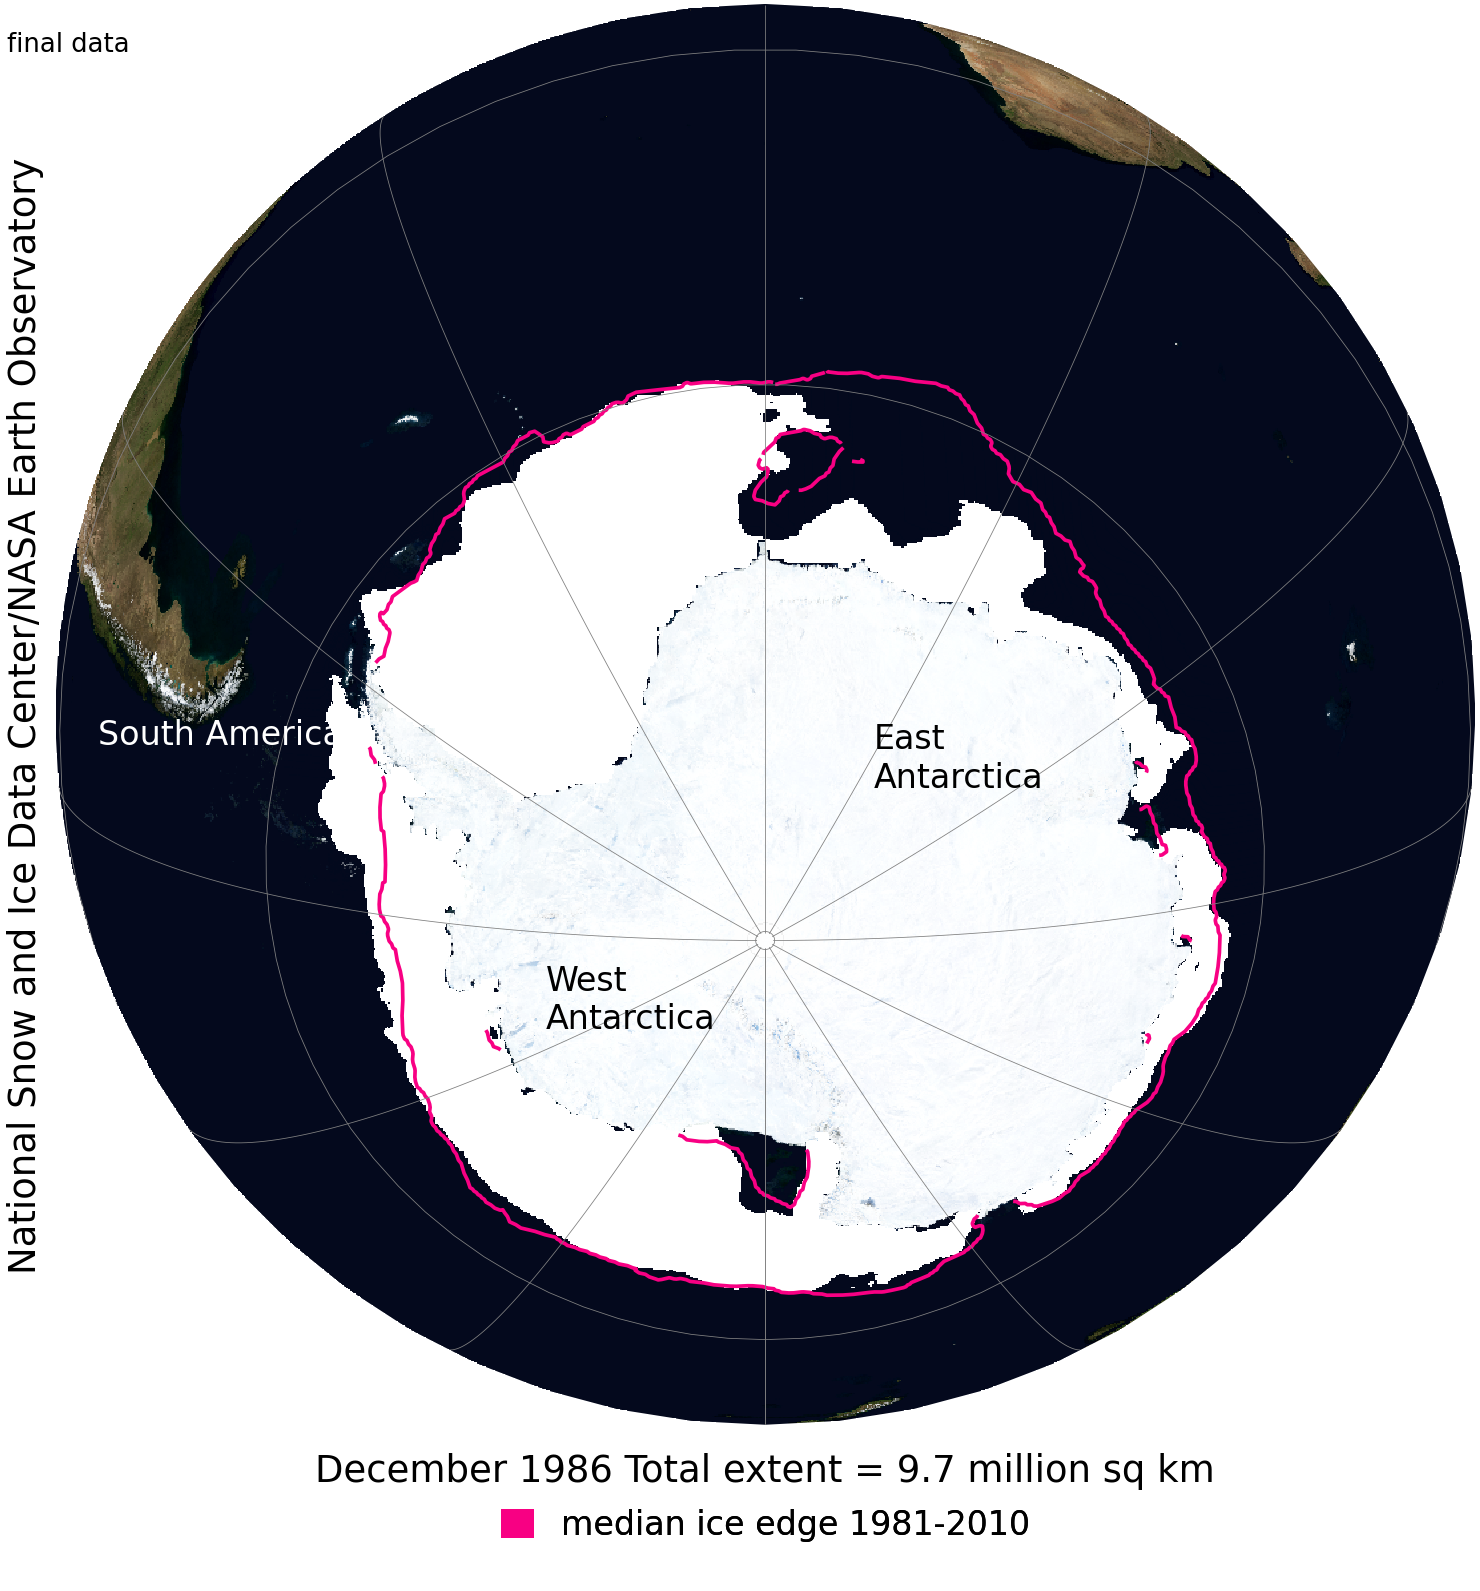 final data
National Snow and Ice Data Center/NASA Earth Observatory
South America
East
Antarctica
West
Antarctica
December 1986 Total extent = 9.7 million sq km
median ice edge 1981-2010